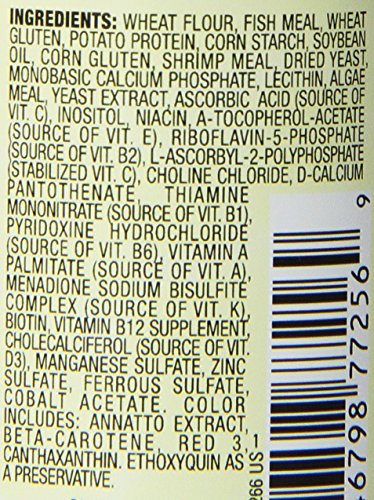 INGREDIENTS: WHEAT FLOUR, FISH MEAL, WHEAT
GLUTEN, POTATO PROTEIN, CORN STARCH, SOYBEAN
OIL, CORN GLUTEN, SHRIMP MEAL, DRIED YEAST,
MONOBASIC CALCIUM PHOSPHATE, LECITHIN, ALGAE
MEAL, YEAST EXTRACT, ASCORBIC ACID (SOURCE OF
VIT. C), INOSITOL, NIACIN, A-TOCOPHEROL-ACETATE
(SOURCE OF VIT. E), RIBOFLAVIN-5-PHOSPHATE
(SOURCE OF VIT. B2), L-ASCORBYL-2-POLYPHOSPHATE
(STABILIZED VIT. C), CHOLINE CHLORIDE, D-CALCIUM
PANTOTHENATE, THIAMINE
MONONITRATE (SOURCE OF VIT. B1),
PYRIDOXINE HYDROCHLORIDE
(SOURCE OF VIT. B6), VITAMIN A
PALMITATE (SOURCE OF VIT. A),
MENADIONE SODIUM BISULFITE
COMPLEX (SOURCE OF VIT. K),
BIOTIN, VITAMIN B12 SUPPLEMENT,
CHOLECALCIFEROL (SOURCE OF VIT.
D3), MANGANESE SULFATE, ZINC
SULFATE, FERROUS SULFATE,
COBALT ACETATE. COLOR
INCLUDES: ANNATTO EXTRACT,
BETA-CAROTENE, RED 3,
CANTHAXANTHIN. ETHOXYQUIN AS
A PRESERVATIVE.
46798 77256 9